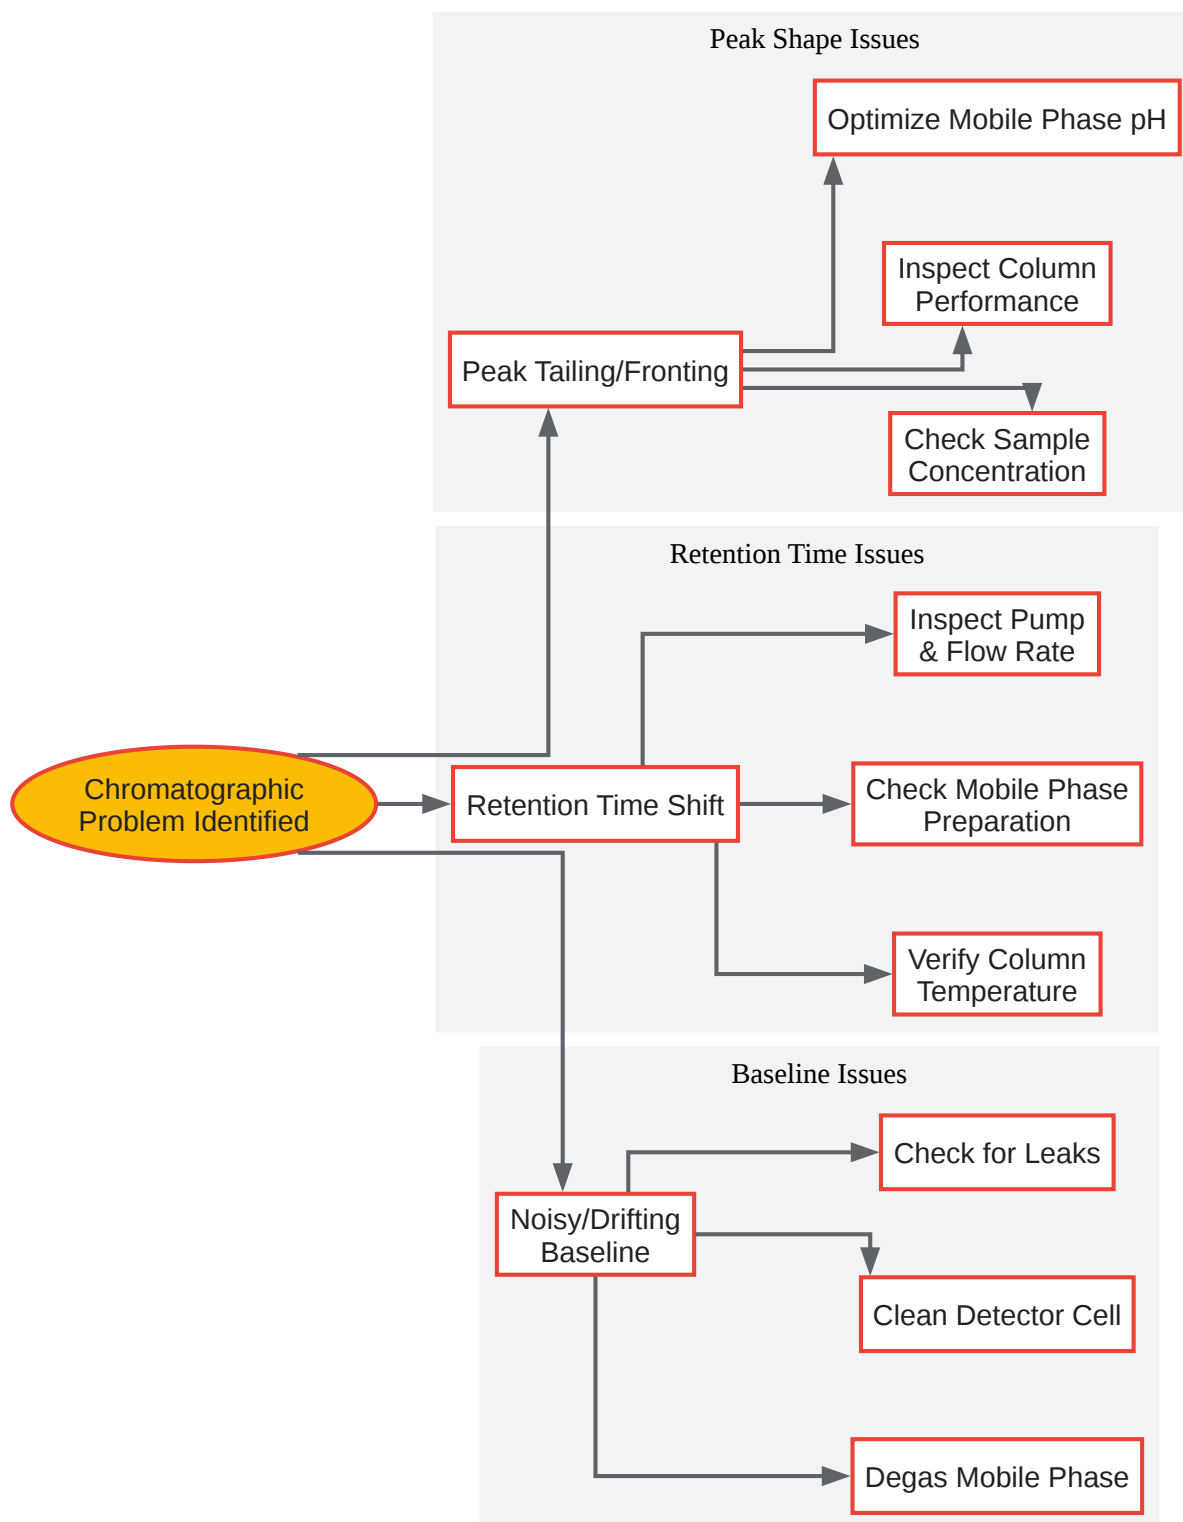 Peak Shape Issues
Optimize Mobile Phase pH
Inspect Column
Performance
Peak Tailing/Fronting
Check Sample
Concentration
Retention Time Issues
Inspect Pump
& Flow Rate
Chromatographic
Problem Identified
Retention Time Shift
Check Mobile Phase
Preparation
Verify Column
Temperature
Baseline Issues
Check for Leaks
Noisy/Drifting
Baseline
Clean Detector Cell
Degas Mobile Phase